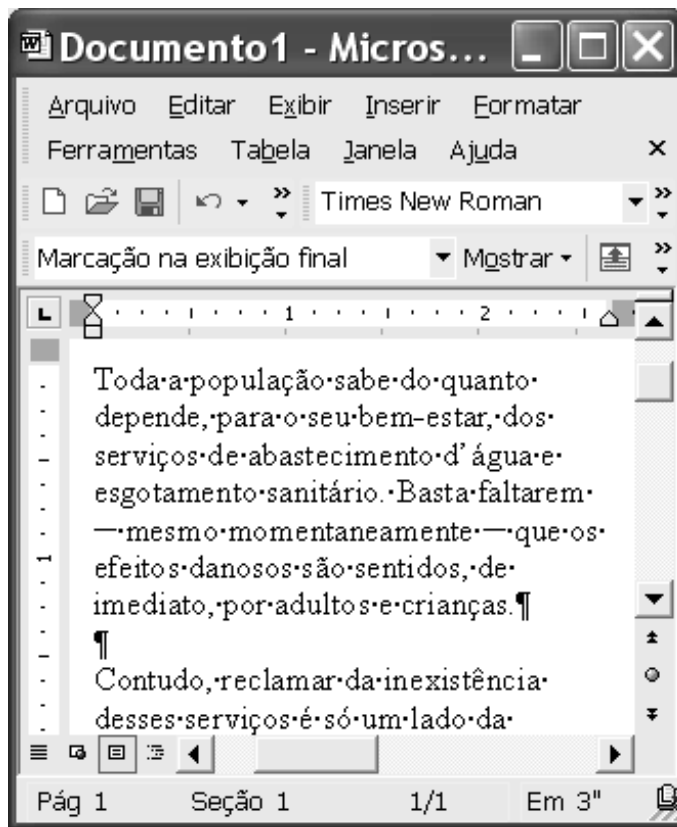 Documento1 - Micros...
Arquivo Editar Exibir Inserir Formatar
Ferramentas Tabela Janela Ajuda
Times New Roman
Marcação na exibição final Mostrar
1 2
Toda·a·população·sabe·do·quanto·
depende,·para·o·seu·bem-estar,·dos·
serviços·de·abastecimento·d'água·e·
esgotamento·sanitário.·Basta·faltarem·
—·mesmo·momentaneamente·—·que·os·
efeitos·danosos·são·sentidos,·de·
imediato,·por·adultos·e·crianças.¶
¶
Contudo,·reclamar·da·inexistência·
desses·serviços·é·só·um·lado·da·
1
Pág 1 Seção 1 1/1 Em 3"